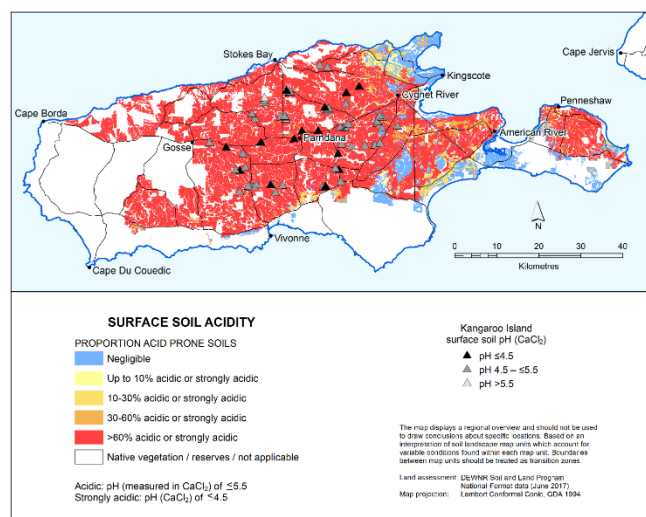 Stokes Bay
Cape Jervis
Kingscote
Cygnet River
Cape Borda
Penneshaw
American River
Gosse
Parndana
Vivonne
Cape Du Couedic
N
0 10 20 30 40
Kilometres
SURFACE SOIL ACIDITY
PROPORTION ACID PRONE SOILS
Negligible
Up to 10% acidic or strongly acidic
10-30% acidic or strongly acidic
30-60% acidic or strongly acidic
>60% acidic or strongly acidic
Native vegetation / reserves / not applicable
Acidic: pH (measured in CaCl₂) of ≤5.5
Strongly acidic: pH (CaCl₂) of ≤4.5
Kangaroo Island
surface soil pH (CaCl₂)
pH ≤4.5
pH 4.5 – ≤5.5
pH >5.5
The map displays a regional overview and should not be used
to draw conclusions about specific locations. Based on an
interpretation of soil landscape map units which account for
variable conditions found within each map unit. Boundaries
between map units should be treated as transition zones.
Land assessment: DEWNR Soil and Land Program
National-Format data (June 2017)
Map projection: Lambert Conformal Conic, GDA 1994